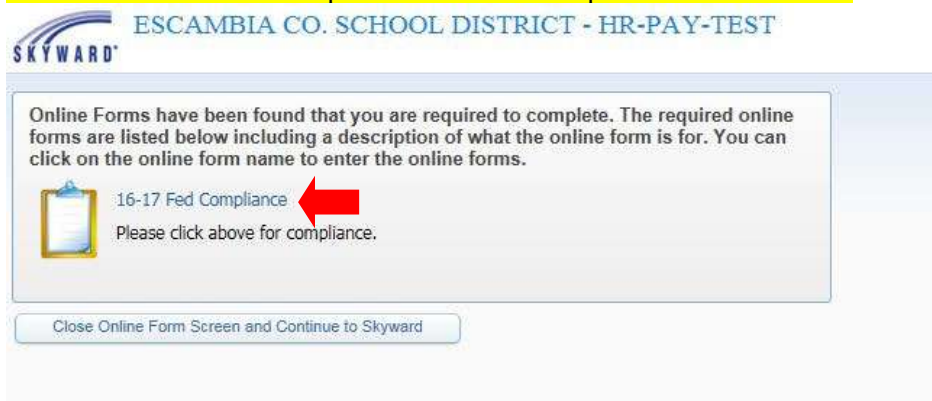 ESCAMBIA CO. SCHOOL DISTRICT - HR-PAY-TEST
SKYWARD
Online Forms have been found that you are required to complete. The required online
forms are listed below including a description of what the online form is for. You can
click on the online form name to enter the online forms.
16-17 Fed Compliance
Please click above for compliance.
Close Online Form Screen and Continue to Skyward